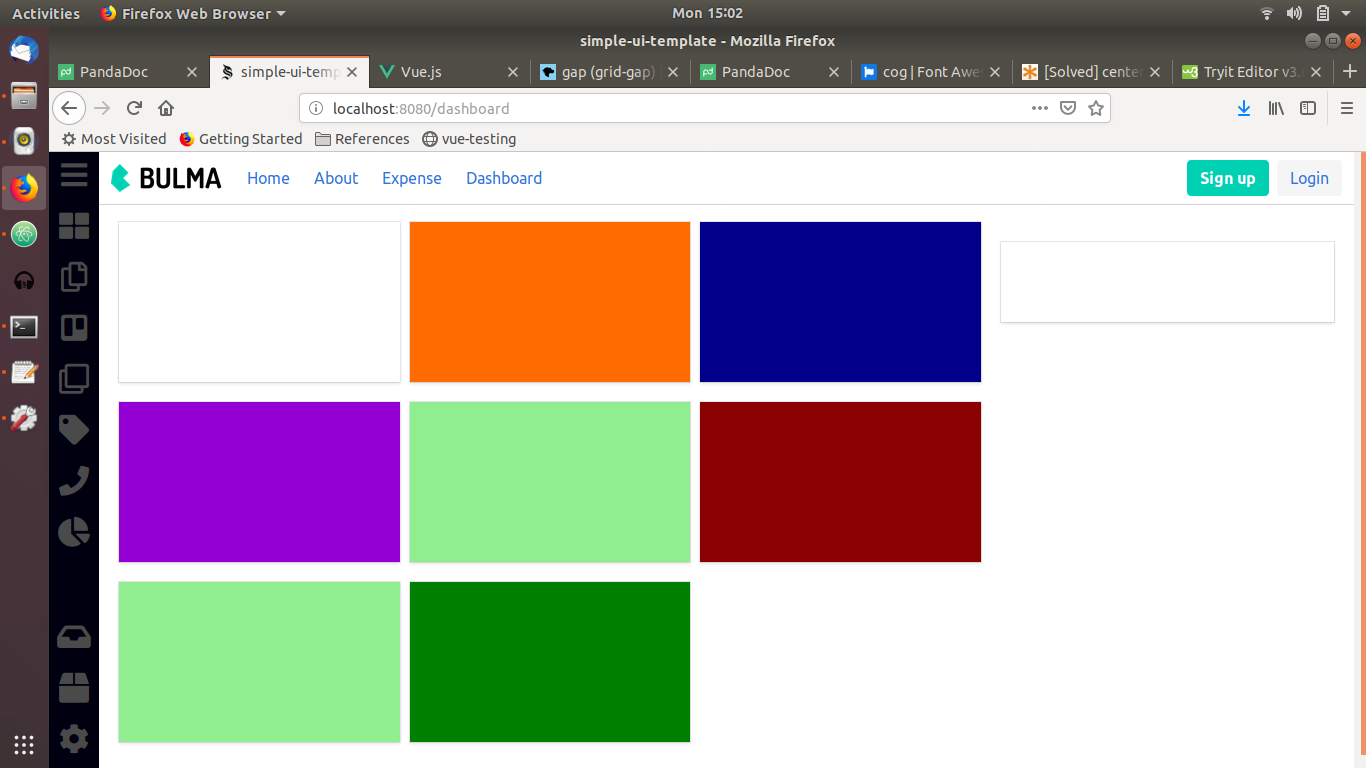 Activities Firefox Web Browser Mon 15:02
simple-ui-template - Mozilla Firefox
PandaDoc simple-ui-temp Vue.js gap (grid-gap) PandaDoc cog | Font Awe [Solved] cente Tryit Editor v3.
localhost:8080/dashboard
Most Visited Getting Started References vue-testing
BULMA Home About Expense Dashboard Sign up Login